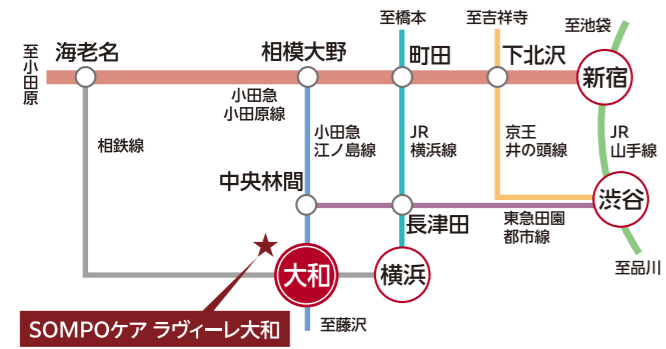 至橋本
至吉祥寺
至池袋
至小田原
海老名
相模大野
町田
下北沢
新宿
小田急
小田原線
相鉄線
小田急
江ノ島線
JR
横浜線
京王
井の頭線
JR
山手線
中央林間
長津田
渋谷
東急田園
都市線
大和
横浜
至品川
SOMPOケア ラヴィーレ大和
至藤沢